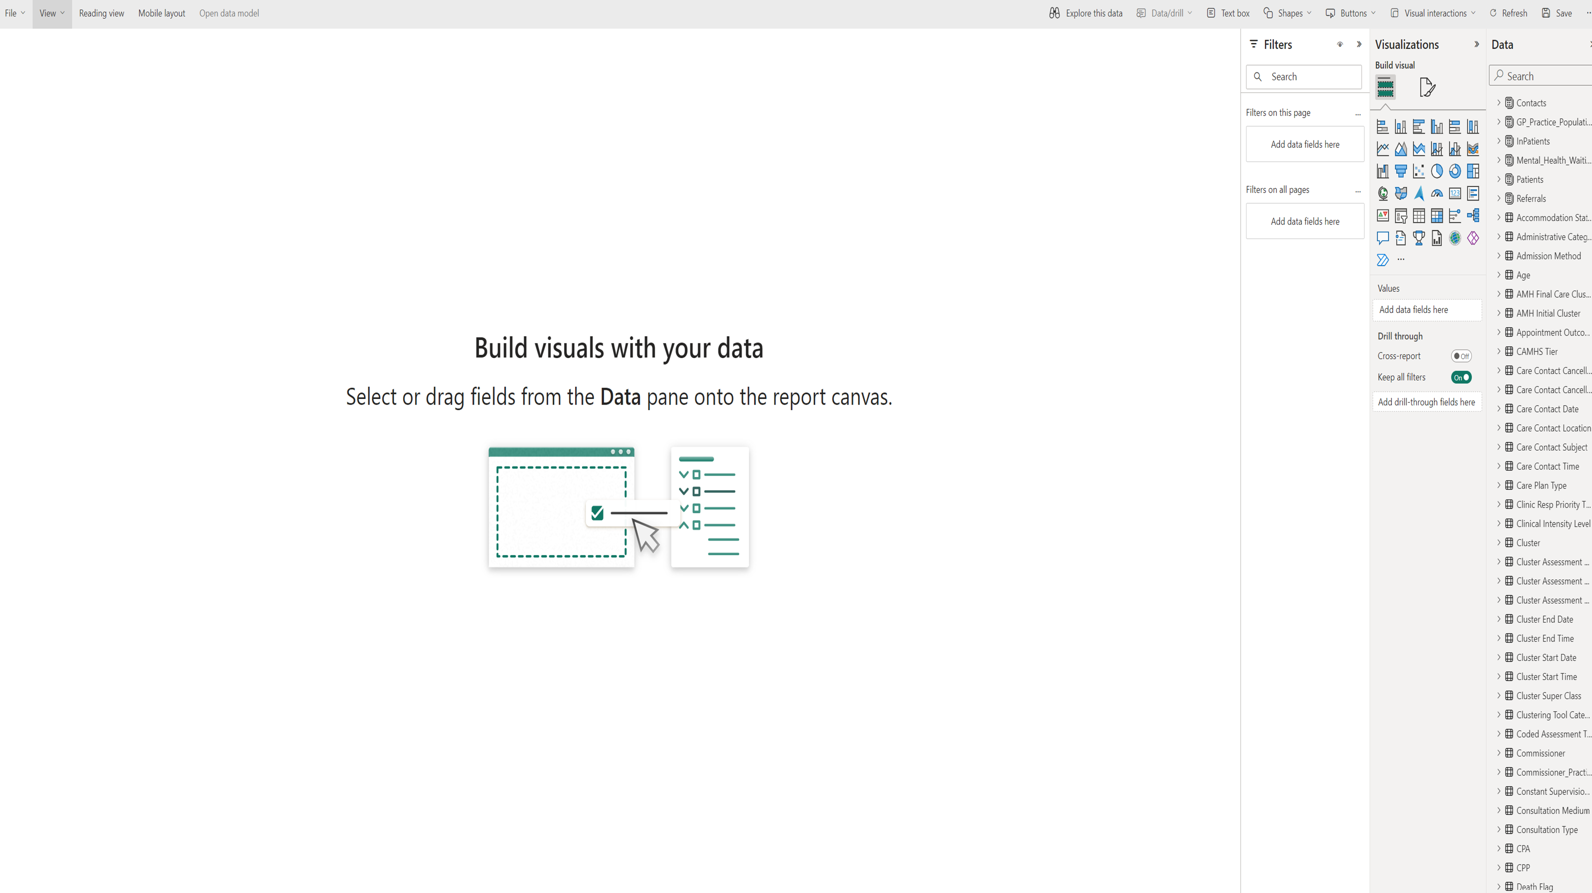 File View Reading view Mobile layout Open data model Explore this data Data/drill Text box Shapes Buttons Visual interactions Refresh Save ...
Build visuals with your data
Select or drag fields from the Data pane onto the report canvas.
Filters
Search
Filters on this page ...
Add data fields here
Filters on all pages ...
Add data fields here
Visualizations
Build visual
123
...
Values
Add data fields here
Drill through
Cross-report Off
Keep all filters On
Add drill-through fields here
Data
Search
Contacts
GP_Practice_Populati...
InPatients
Mental_Health_Waiti...
Patients
Referrals
Accommodation Stat...
Administrative Categ...
Admission Method
Age
AMH Final Care Clus...
AMH Initial Cluster
Appointment Outco...
CAMHS Tier
Care Contact Cancell...
Care Contact Cancell...
Care Contact Date
Care Contact Location
Care Contact Subject
Care Contact Time
Care Plan Type
Clinic Resp Priority T...
Clinical Intensity Level
Cluster
Cluster Assessment ...
Cluster Assessment ...
Cluster Assessment ...
Cluster End Date
Cluster End Time
Cluster Start Date
Cluster Start Time
Cluster Super Class
Clustering Tool Cate...
Coded Assessment T...
Commissioner
Commissioner_Practi...
Constant Supervisio...
Consultation Medium
Consultation Type
CPA
CPP
Death Flag